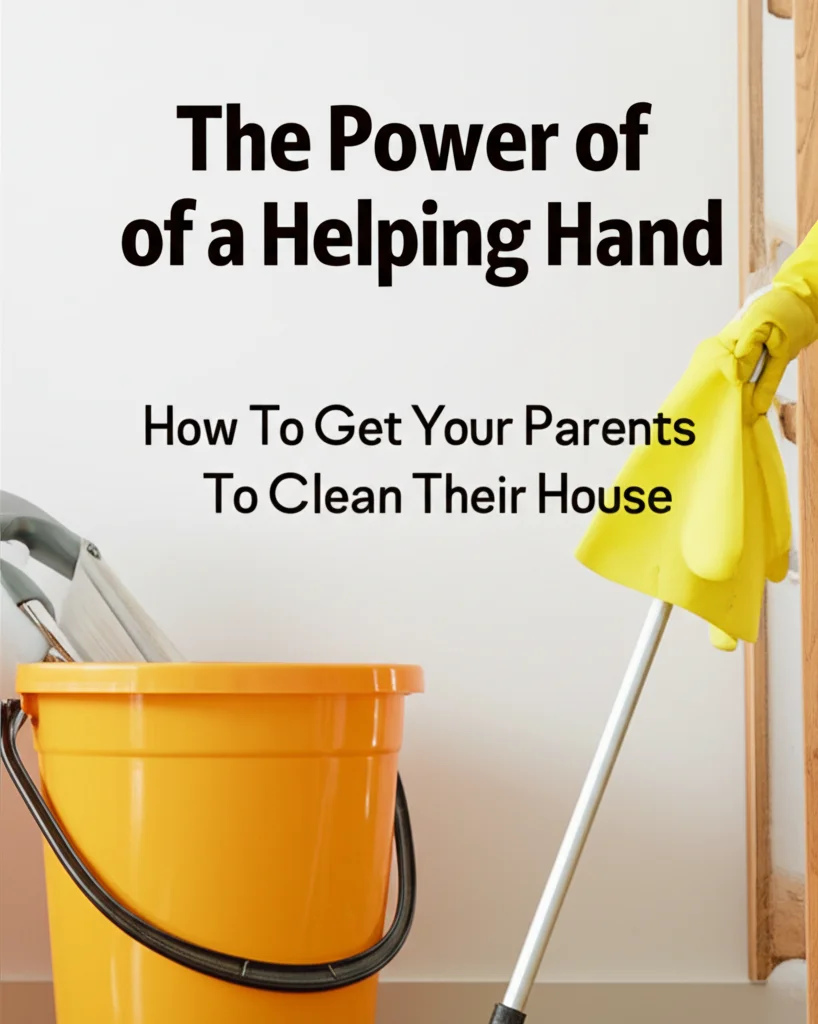 The Power of
of a Helping Hand
How To Get Your Parents
To Clean Their House